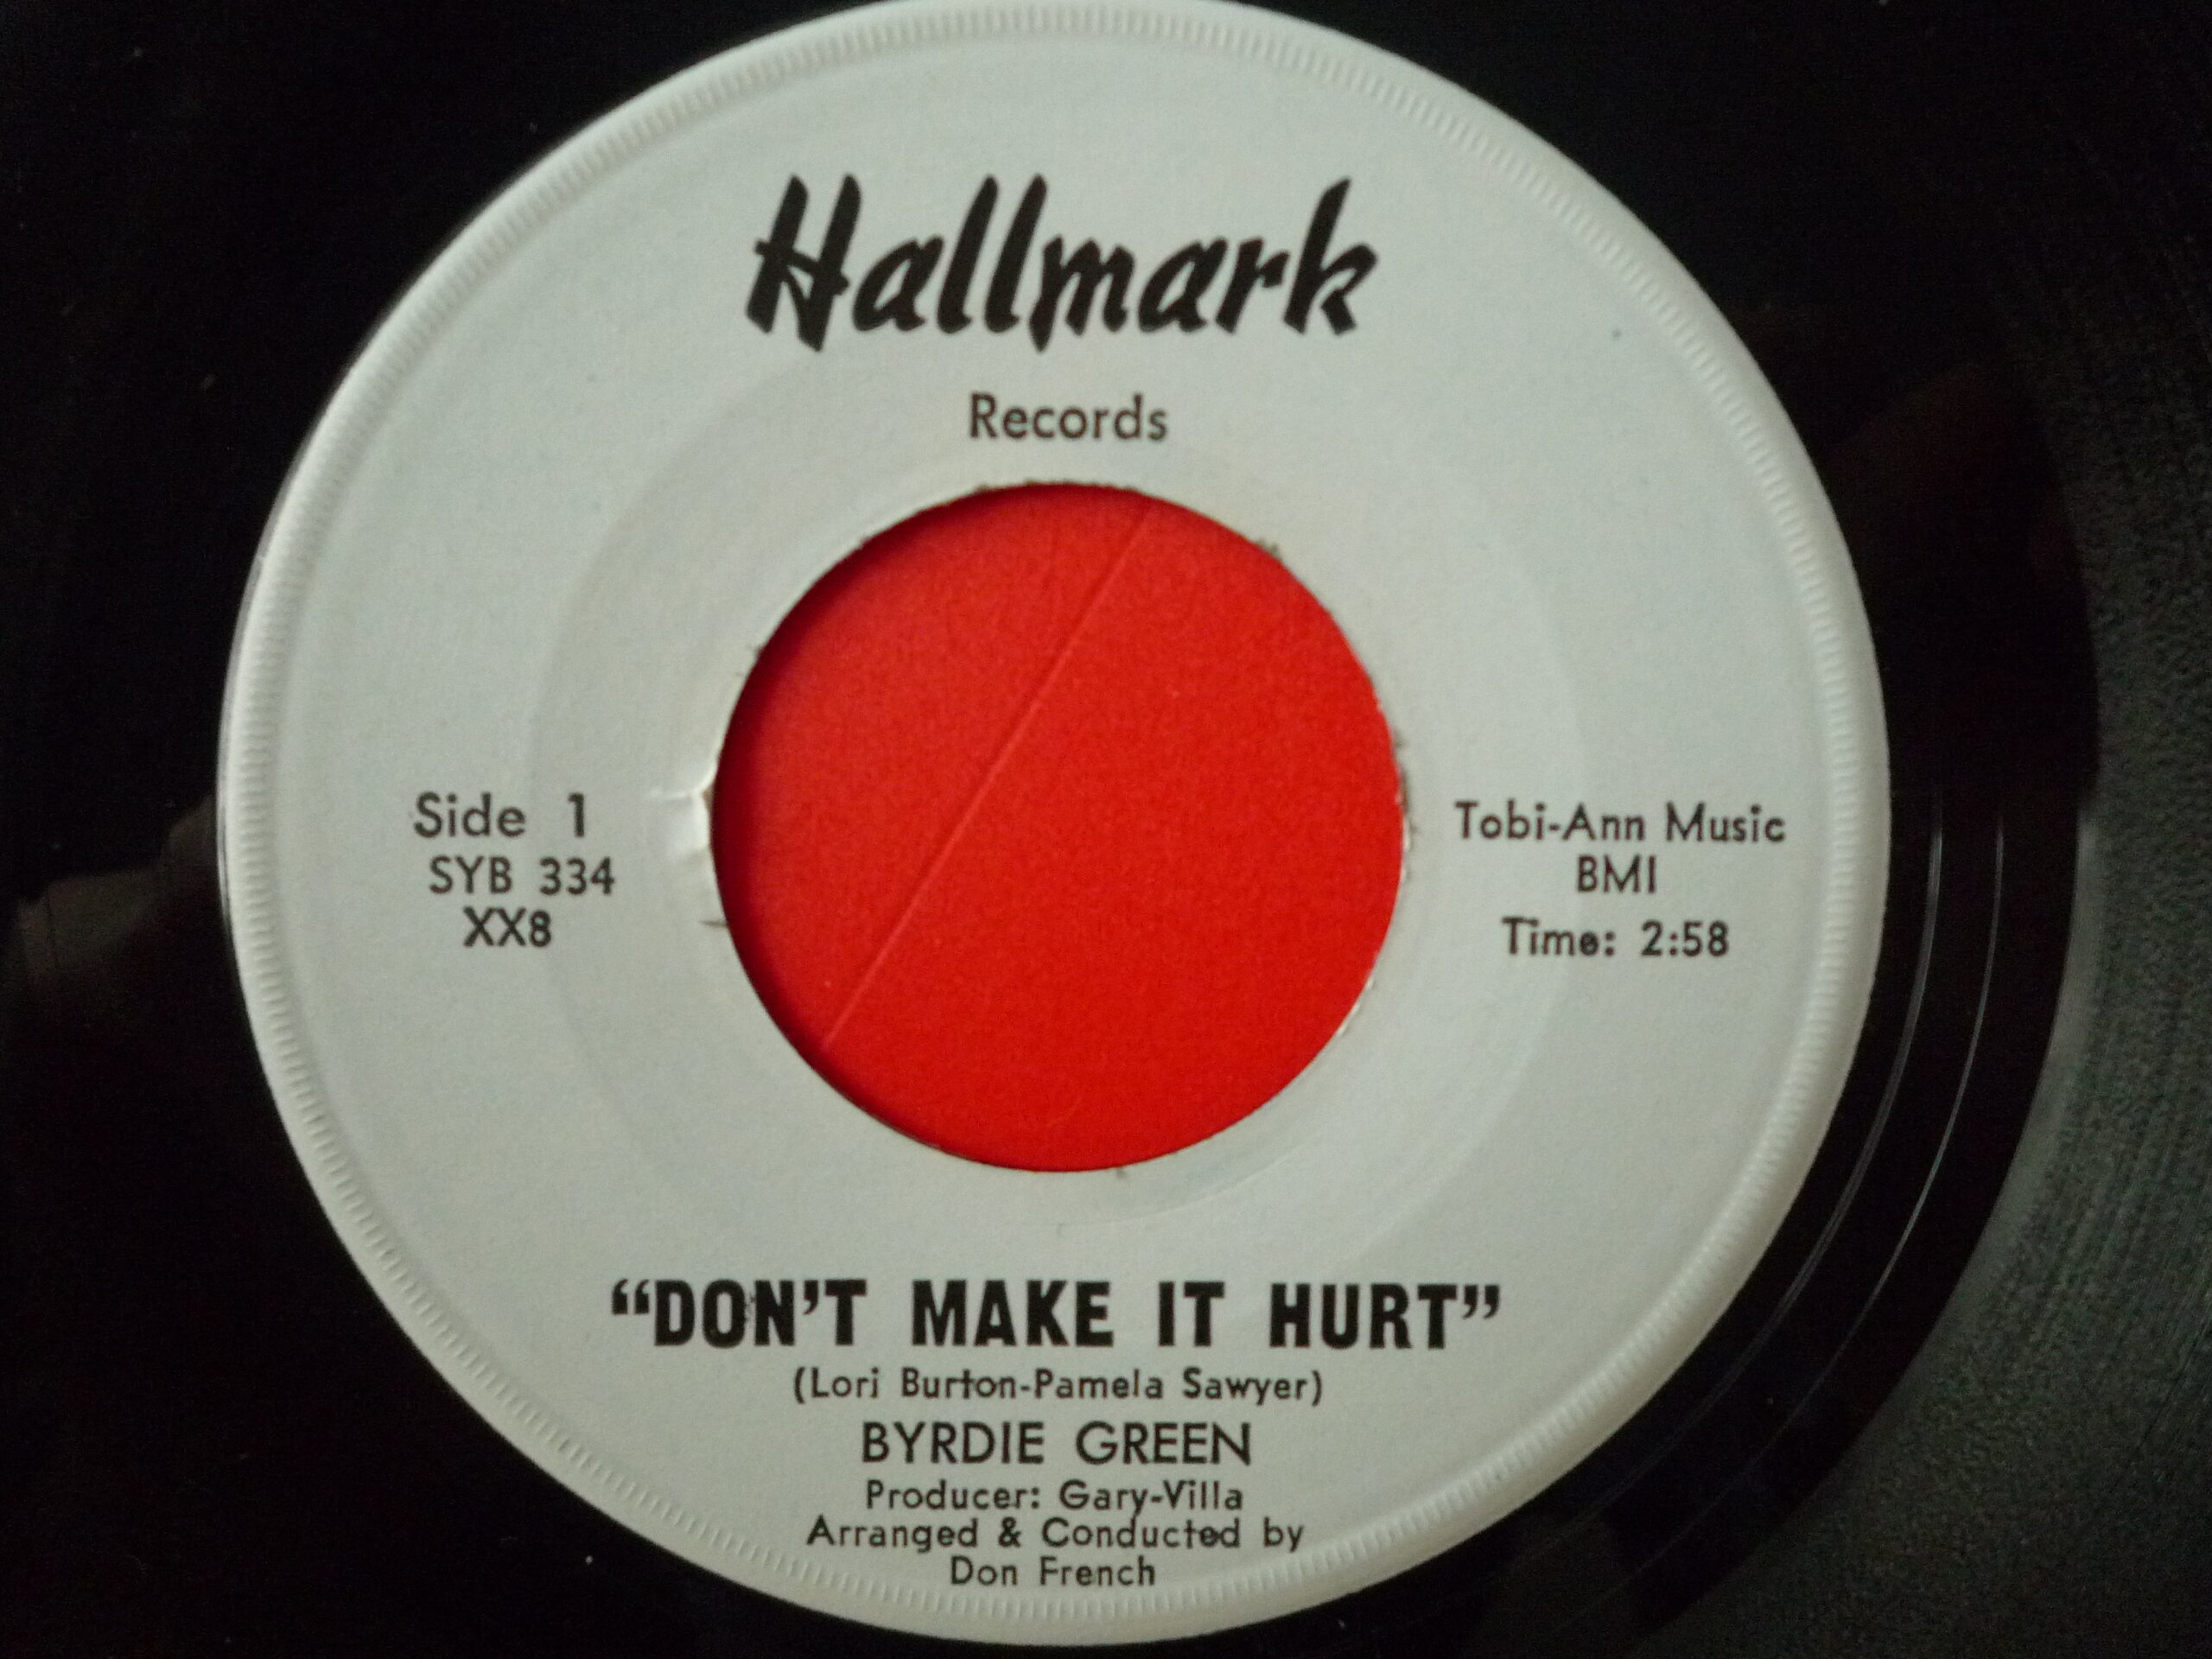 Hallmark
Records
Side 1
SYB 334
XX8
Tobi-Ann Music
BMI
Time: 2:58
“DON’T MAKE IT HURT”
(Lori Burton-Pamela Sawyer)
BYRDIE GREEN
Producer: Gary-Villa
Arranged & Conducted by
Don French